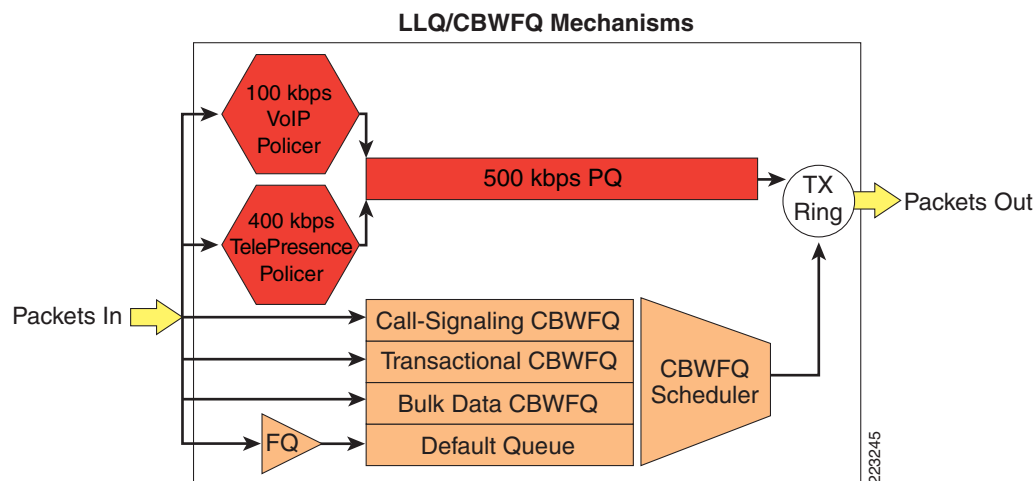 LLQ/CBWFQ Mechanisms
100 kbps
VoIP
Policer
500 kbps PQ
TX
Ring
Packets Out
400 kbps
TelePresence
Policer
Packets In
Call-Signaling CBWFQ
Transactional CBWFQ
CBWFQ
Scheduler
Bulk Data CBWFQ
FQ
Default Queue
223245